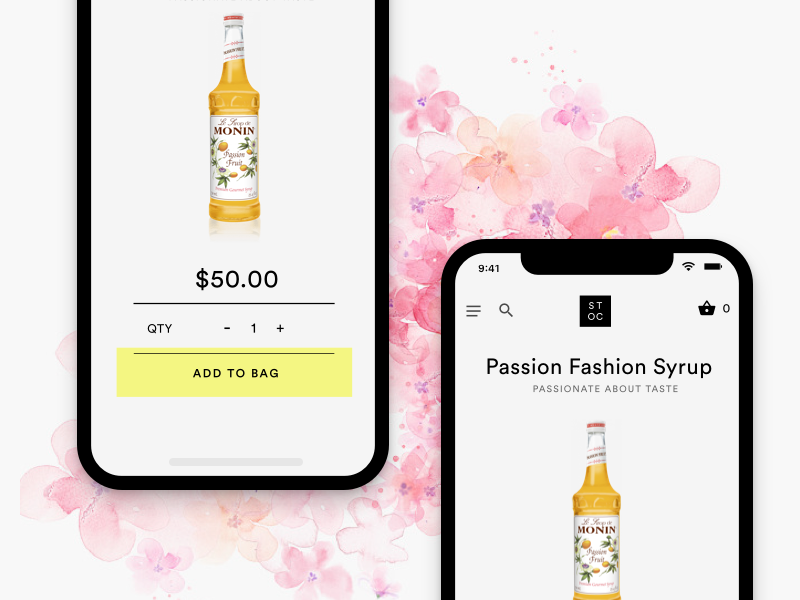 Le Sirop de
MONIN
Passion
Fruit
$50.00
QTY - 1 +
ADD TO BAG
9:41
ST
OC
0
Passion Fashion Syrup
PASSIONATE ABOUT TASTE
Le Sirop de
MONIN
Passion
Fruit